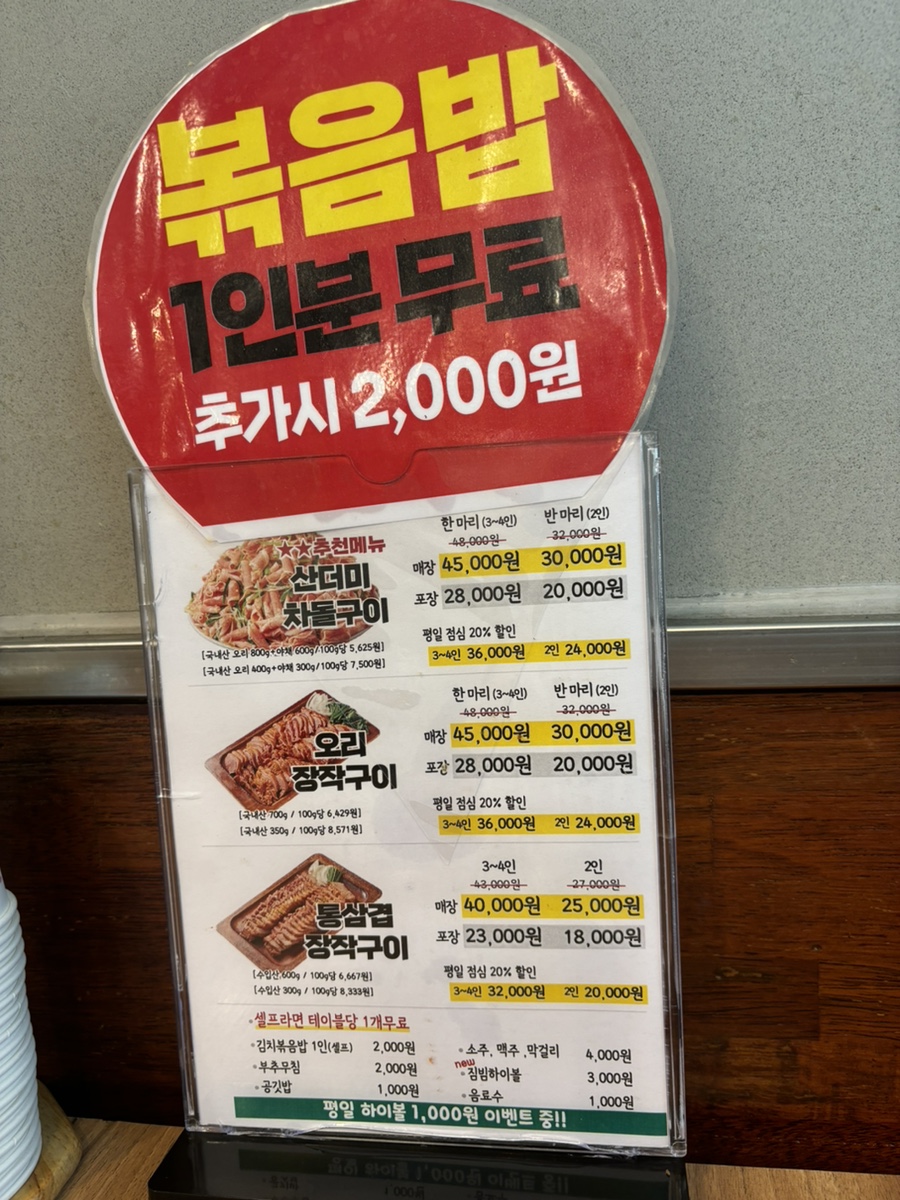 볶음밥
1인분 무료
추가시 2,000원
한 마리 (3~4인) 반 마리 (2인)
48,000원 32,000원
★★추천메뉴
산더미
차돌구이
매장 45,000원 30,000원
포장 28,000원 20,000원
[국내산 오리 800g+야채 600g/100g당 5,625원]
[국내산 오리 400g+야채 300g/100g당 7,500원]
평일 점심 20% 할인
3~4인 36,000원 2인 24,000원
한 마리 (3~4인) 반 마리 (2인)
48,000원 32,000원
오리
장작구이
매장 45,000원 30,000원
포장 28,000원 20,000원
[국내산 700g / 100g당 6,429원]
[국내산 350g / 100g당 8,571원]
평일 점심 20% 할인
3~4인 36,000원 2인 24,000원
3~4인 2인
43,000원 27,000원
통삼겹
장작구이
매장 40,000원 25,000원
포장 23,000원 18,000원
[수입산 600g / 100g당 6,667원]
[수입산 300g / 100g당 8,333원]
평일 점심 20% 할인
3~4인 32,000원 2인 20,000원
•셀프라면 테이블당 1개무료
•김치볶음밥 1인(셀프) 2,000원
•부추무침 2,000원
•공깃밥 1,000원
•소주, 맥주 ,막걸리 4,000원
new
•짐빔하이볼 3,000원
•음료수 1,000원
평일 하이볼 1,000원 이벤트 중!!